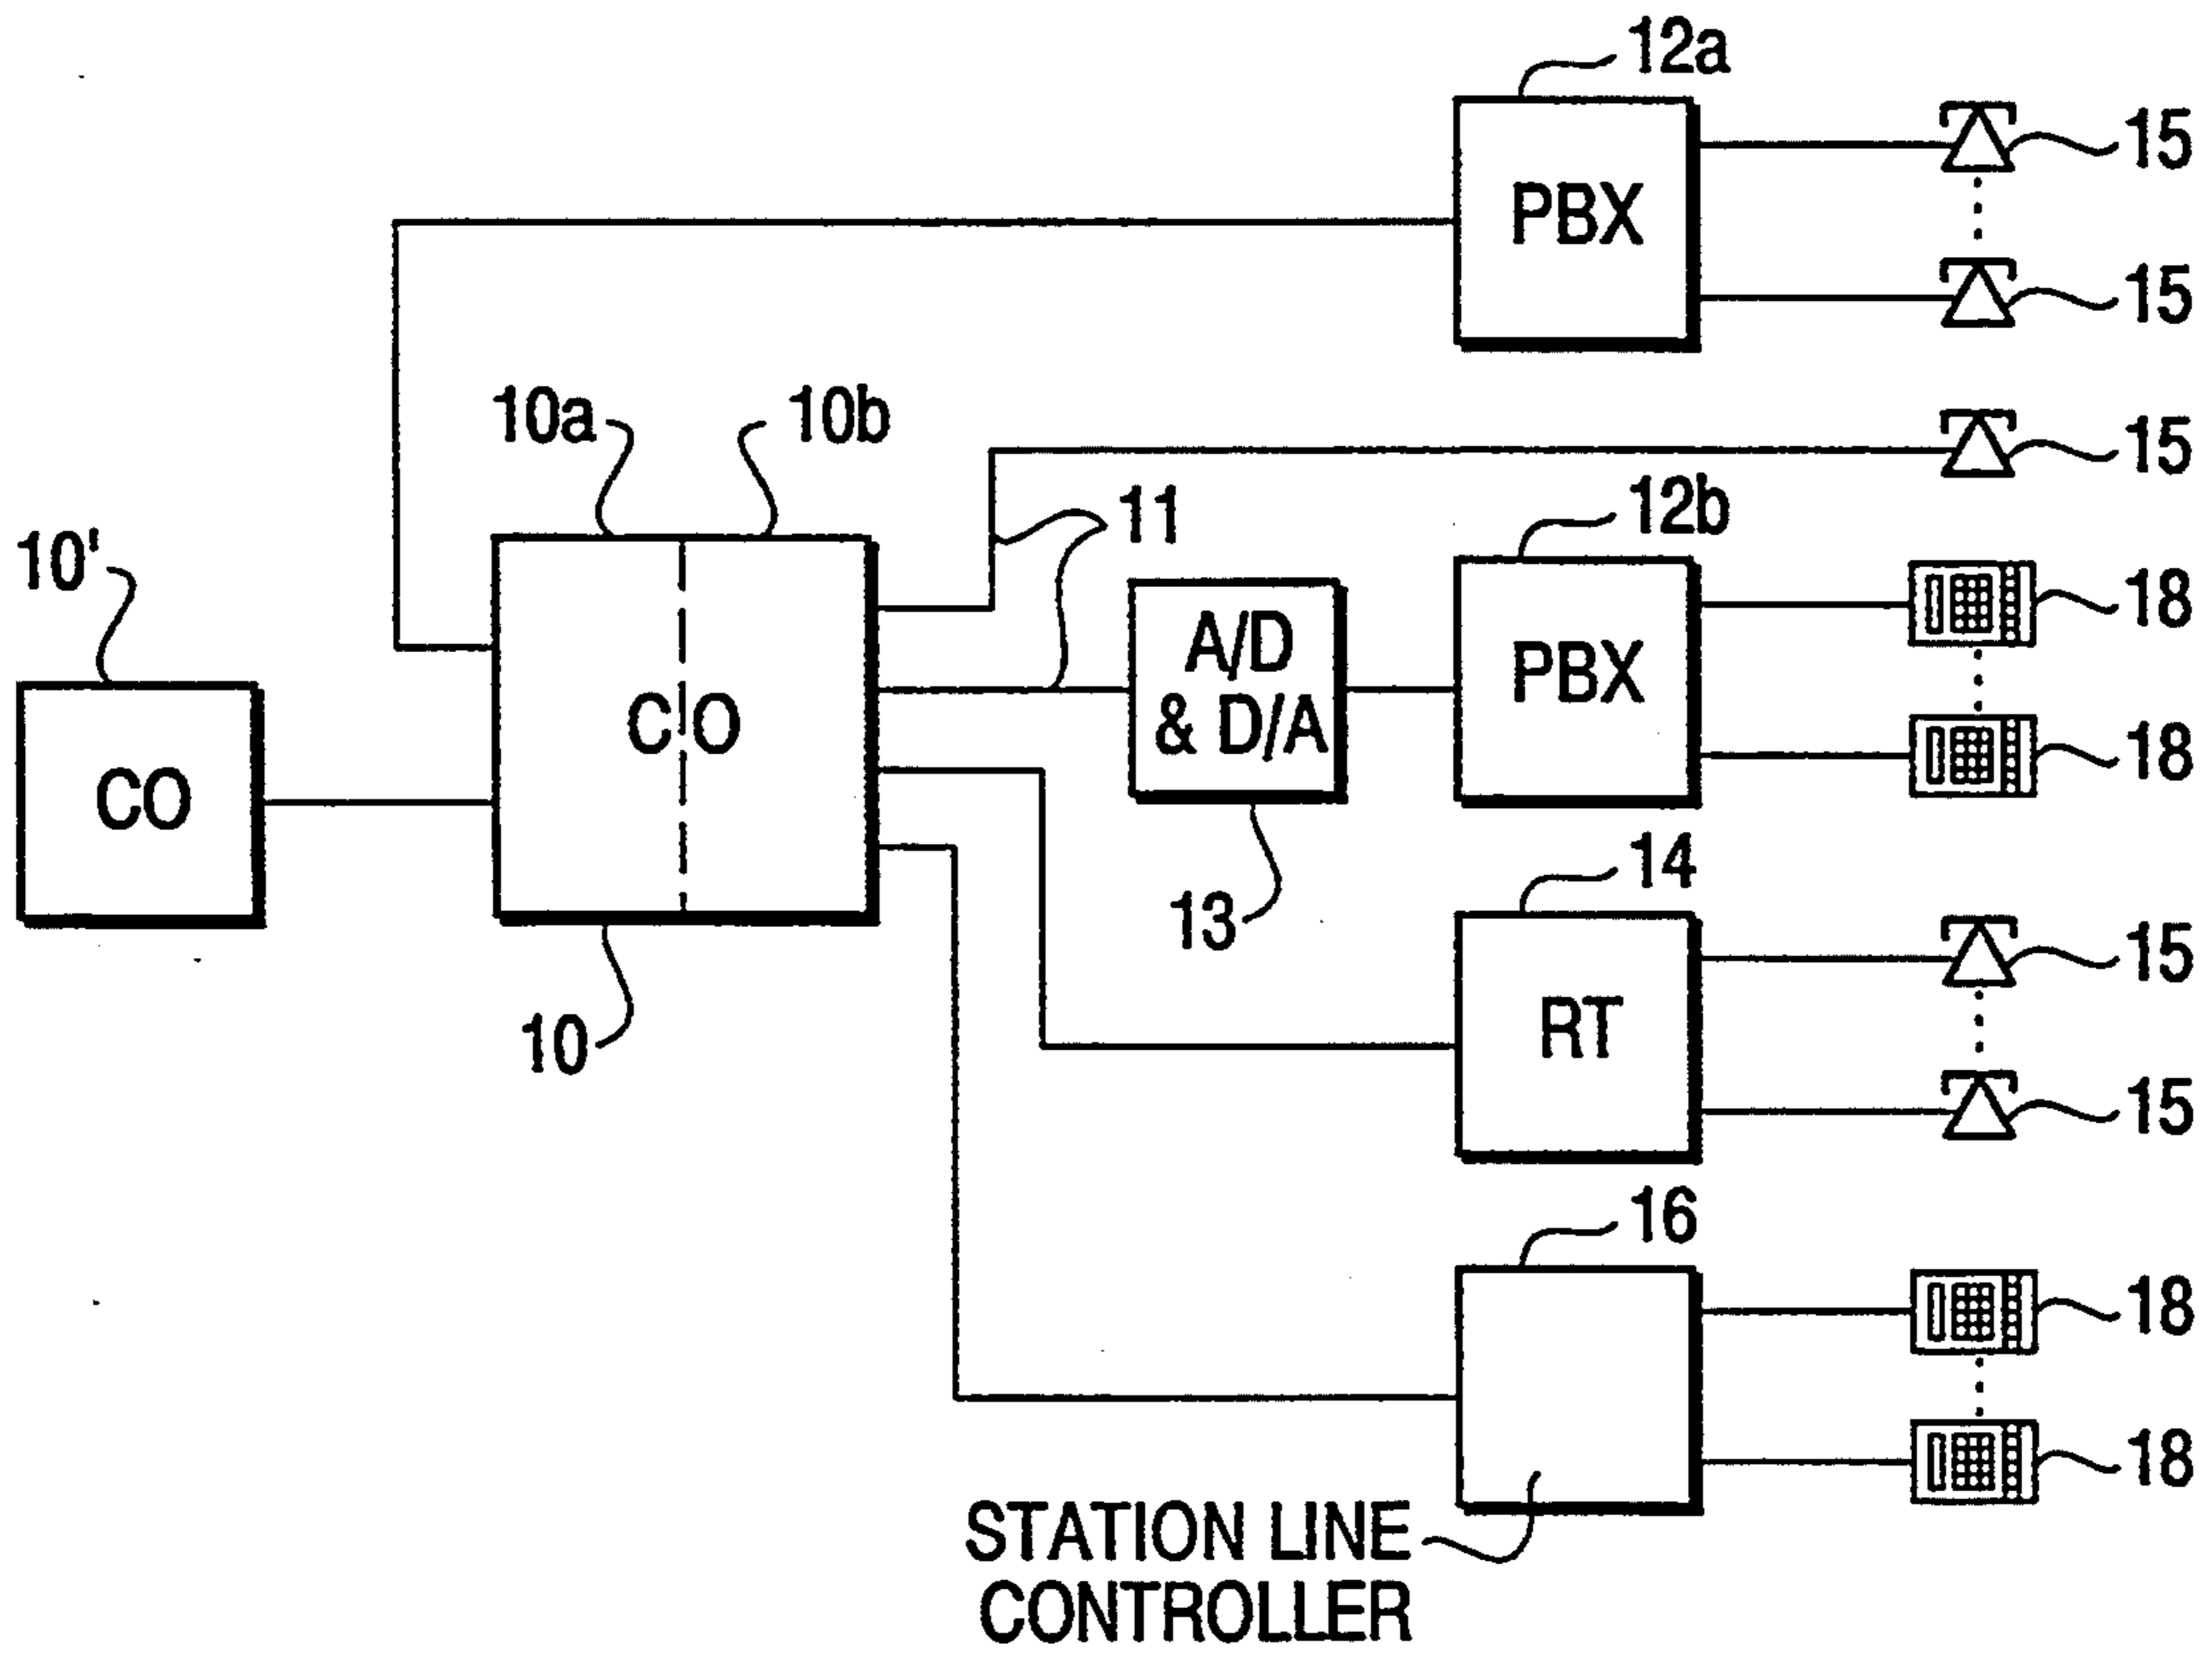 12a
15
PBX
15
10a
10b
15
11
12b
10'
A/D
& D/A
18
PBX
C O
18
CO
14
13
15
10
RT
15
16
18
18
STATION LINE
CONTROLLER